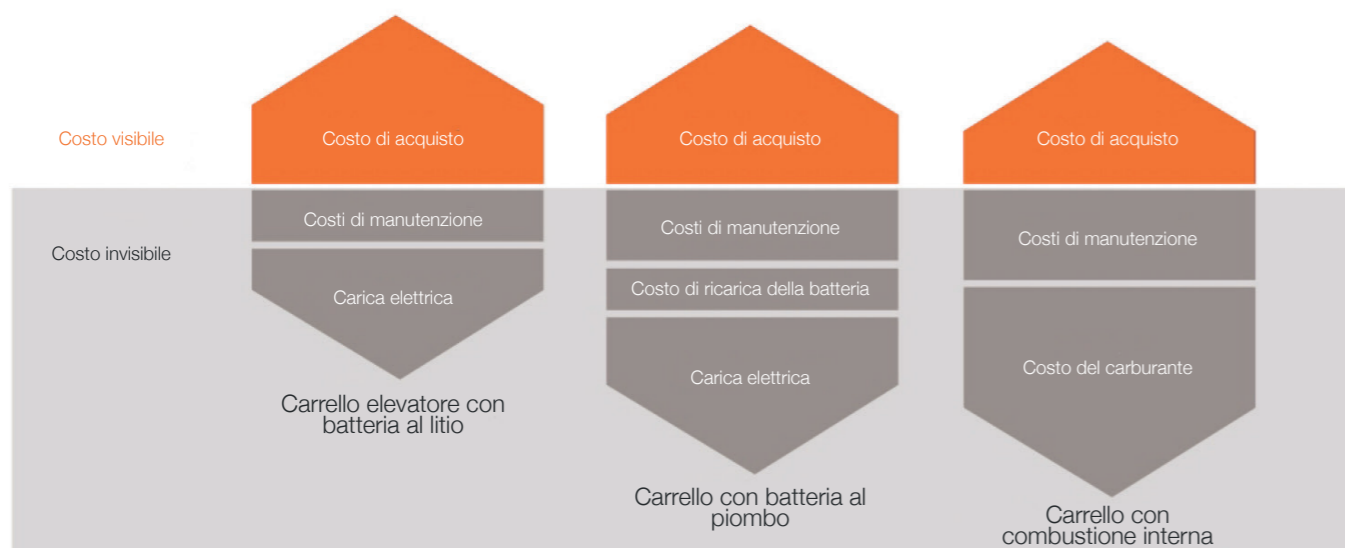 Costo visibile
Costo di acquisto
Costo di acquisto
Costo di acquisto
Costo invisibile
Costi di manutenzione
Carica elettrica
Carrello elevatore con
batteria al litio
Costi di manutenzione
Costo di ricarica della batteria
Carica elettrica
Carrello con batteria al
piombo
Costi di manutenzione
Costo del carburante
Carrello con
combustione interna